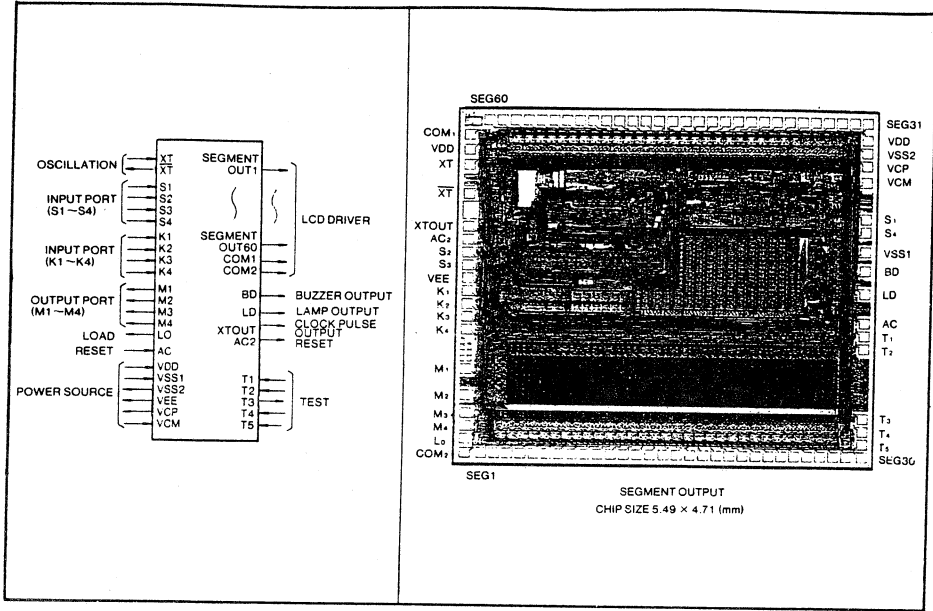 OSCILLATION
XT
XT
INPUT PORT
(S1~S4)
S1
S2
S3
S4
INPUT PORT
(K1~K4)
K1
K2
K3
K4
OUTPUT PORT
(M1~M4)
M1
M2
M3
M4
LOAD
LO
RESET
AC
POWER SOURCE
VDD
VSS1
VSS2
VEE
VCP
VCM
SEGMENT
OUT1
SEGMENT
OUT60
COM1
COM2
LCD DRIVER
BD BUZZER OUTPUT
LD LAMP OUTPUT
XTOUT CLOCK PULSE
OUTPUT
AC2 RESET
T1
T2
T3
T4
T5
TEST
SEG60
COM1
VDD
XT
XT
XTOUT
AC2
S2
S3
VEE
K1
K2
K3
K4
M1
M2
M3
M4
LO
COM2
SEG1
SEG31
VDD
VSS2
VCP
VCM
S1
S4
VSS1
BD
LD
AC
T1
T2
T3
T4
T5
SEG30
SEGMENT OUTPUT
CHIP SIZE 5.49 × 4.71 (mm)